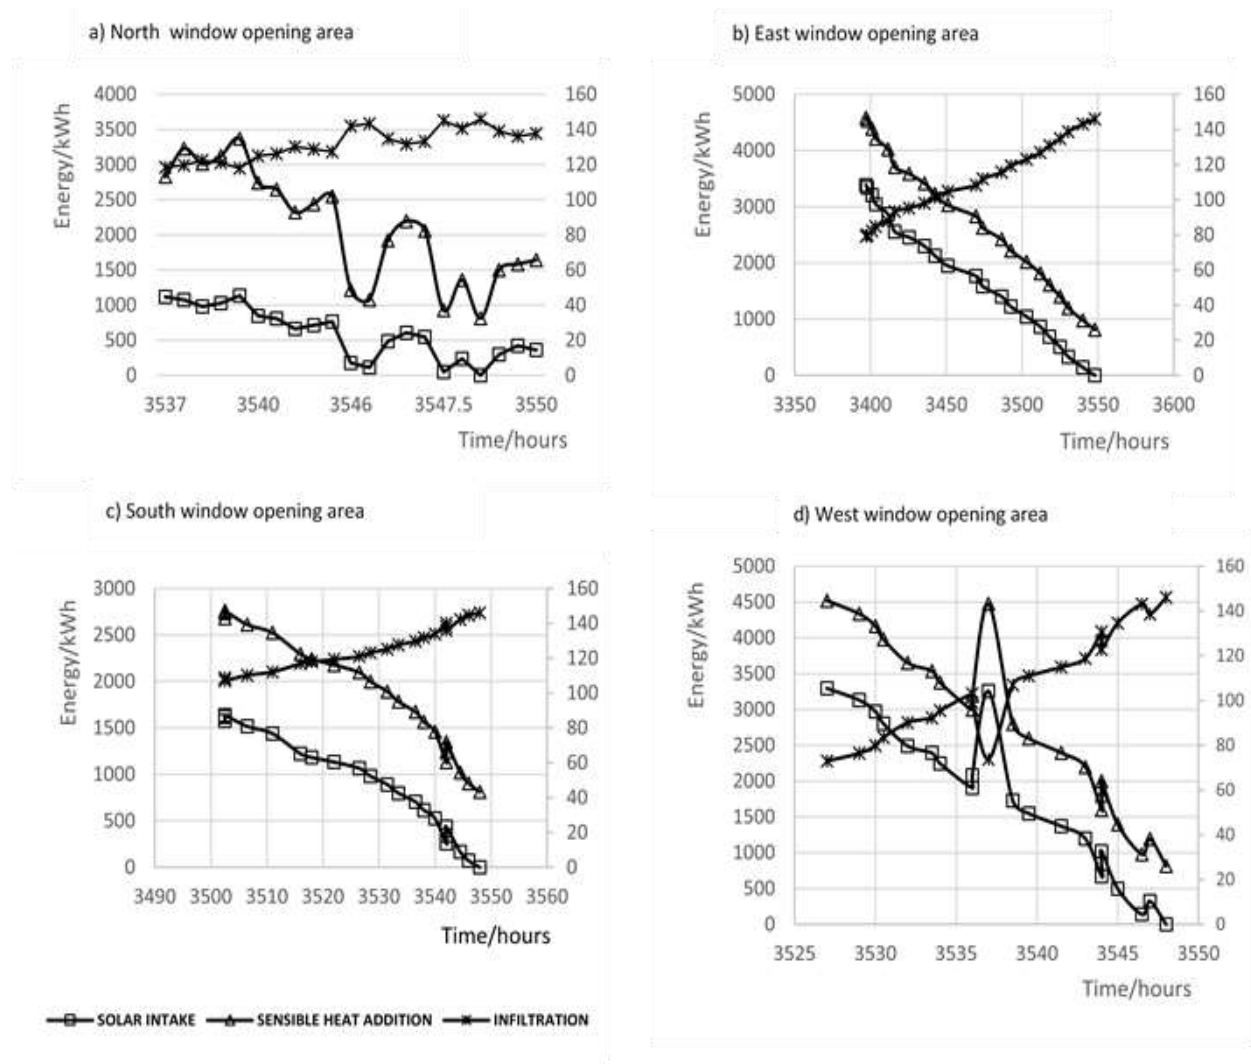 a) North window opening area
Energy/kWh
4000 3500 3000 2500 2000 1500 1000 500 0
160 140 120 100 80 60 40 20 0
3537 3540 3546 3547.5 3550
Time/hours
b) East window opening area
Energy/kWh
5000 4000 3000 2000 1000 0
160 140 120 100 80 60 40 20 0
3350 3400 3450 3500 3550 3600
Time/hours
c) South window opening area
Energy/kWh
3000 2500 2000 1500 1000 500 0
160 140 120 100 80 60 40 20 0
3490 3500 3510 3520 3530 3540 3550 3560
Time/hours
d) West window opening area
Energy/kWh
5000 4500 4000 3500 3000 2500 2000 1500 1000 500 0
160 140 120 100 80 60 40 20 0
3525 3530 3535 3540 3545 3550
Time/hours
SOLAR INTAKE SENSIBLE HEAT ADDITION INFILTRATION